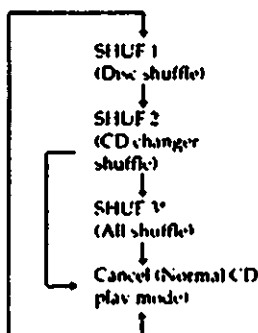 SHUF 1
(Disc shuffle)
SHUF 2
(CD changer
shuffle)
SHUF 3*
(All shuffle)
Cancel (Normal CD
play mode)